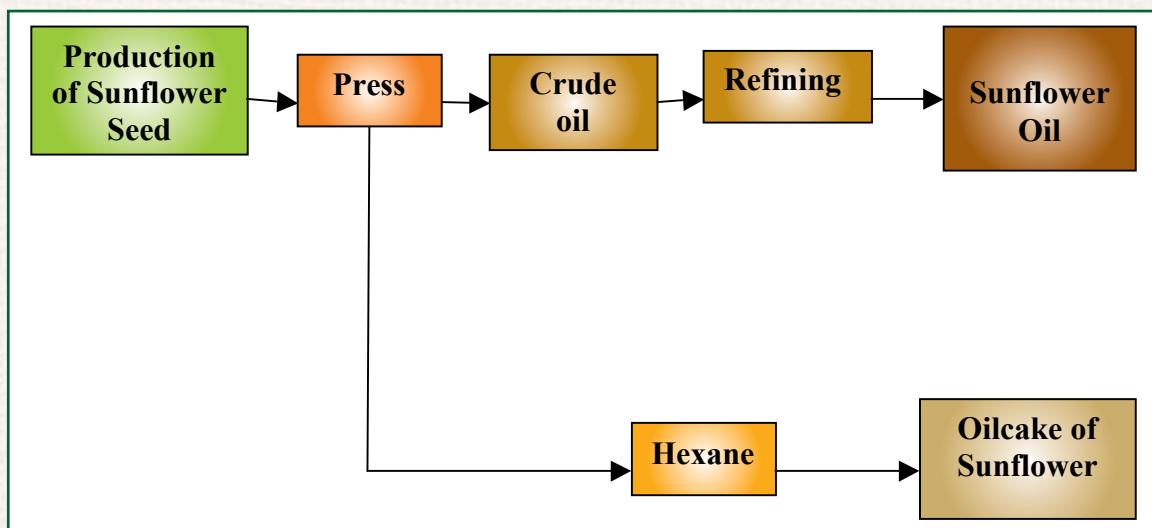 Production
of Sunflower
Seed
Press
Crude
oil
Refining
Sunflower
Oil
Hexane
Oilcake of
Sunflower